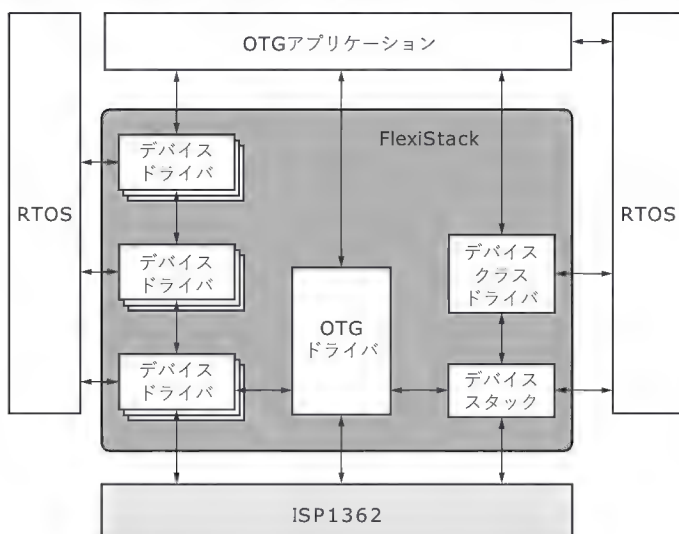 OTGアプリケーション
FlexiStack
RTOS
デバイス
ドライバ
デバイス
ドライバ
デバイス
ドライバ
OTG
ドライバ
デバイス
クラス
ドライバ
デバイス
スタック
RTOS
ISP1362